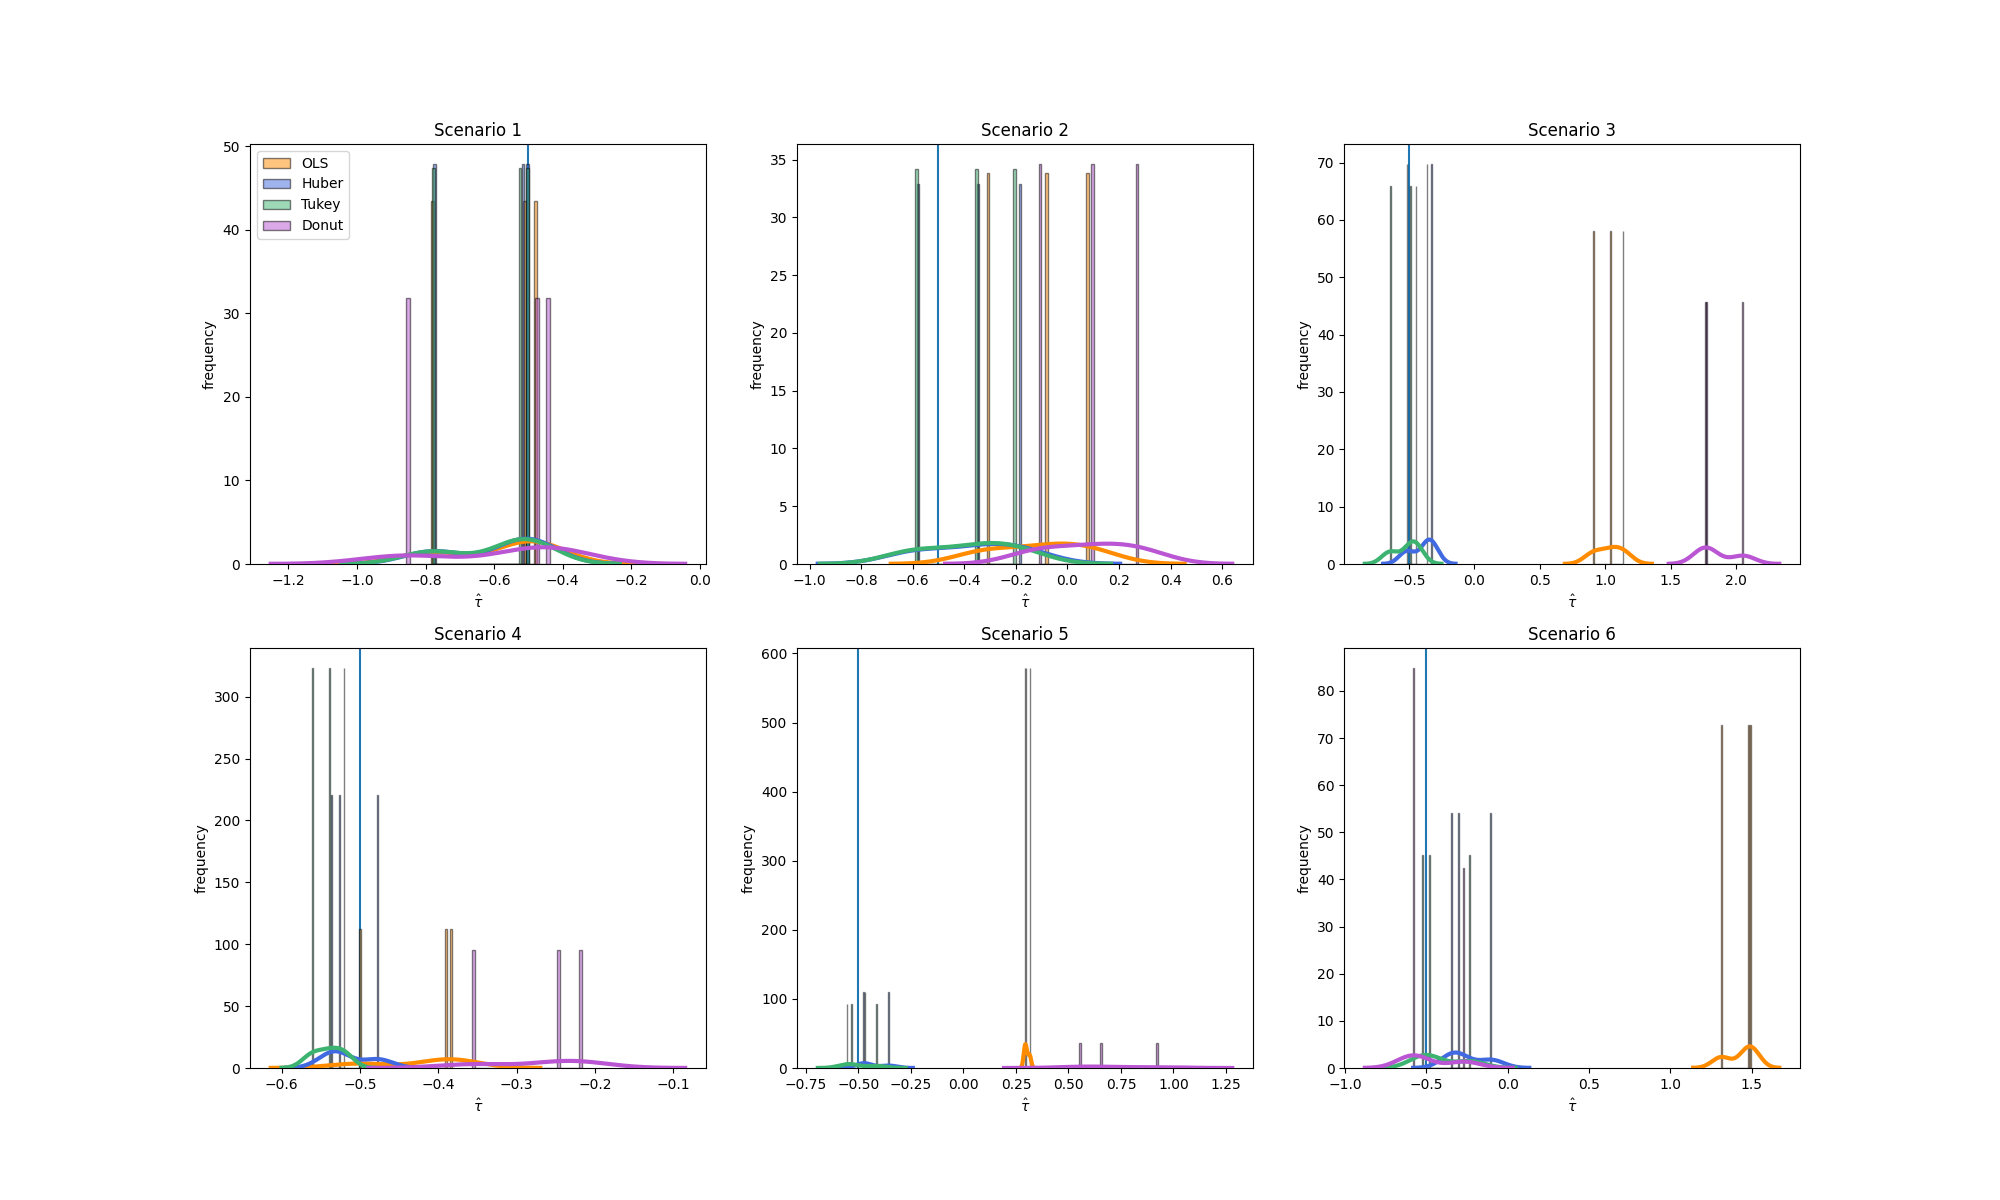 Scenario 1
50
40
30
20
10
0
frequency
OLS
Huber
Tukey
Donut
−1.2 −1.0 −0.8 −0.6 −0.4 −0.2 0.0
τ̂
Scenario 2
35
30
25
20
15
10
5
0
frequency
−1.0 −0.8 −0.6 −0.4 −0.2 0.0 0.2 0.4 0.6
τ̂
Scenario 3
70
60
50
40
30
20
10
0
frequency
−0.5 0.0 0.5 1.0 1.5 2.0
τ̂
Scenario 4
300
250
200
150
100
50
0
frequency
−0.6 −0.5 −0.4 −0.3 −0.2 −0.1
τ̂
Scenario 5
600
500
400
300
200
100
0
frequency
−0.75 −0.50 −0.25 0.00 0.25 0.50 0.75 1.00 1.25
τ̂
Scenario 6
80
70
60
50
40
30
20
10
0
frequency
−1.0 −0.5 0.0 0.5 1.0 1.5
τ̂